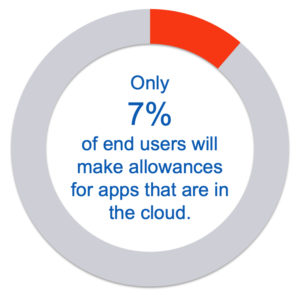 Only
7%
of end users will
make allowances
for apps that are in
the cloud.